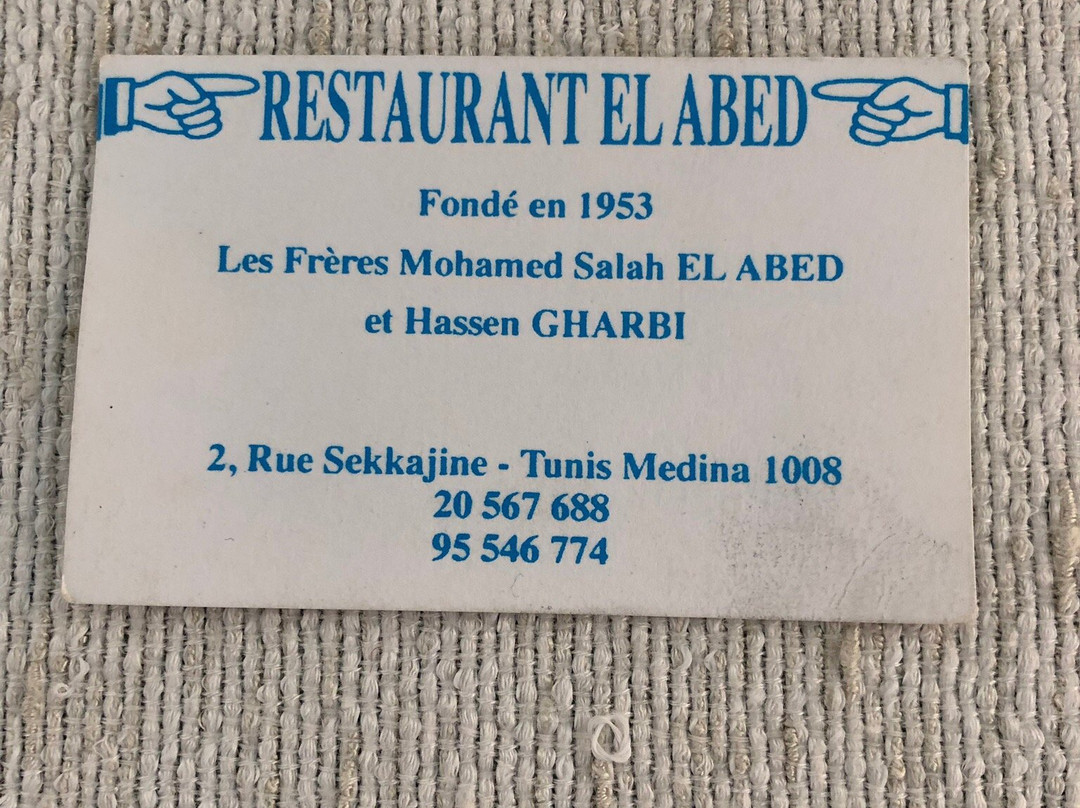 RESTAURANT EL ABED
Fondé en 1953
Les Frères Mohamed Salah EL ABED
et Hassen GHARBI
2, Rue Sekkajine - Tunis Medina 1008
20 567 688
95 546 774